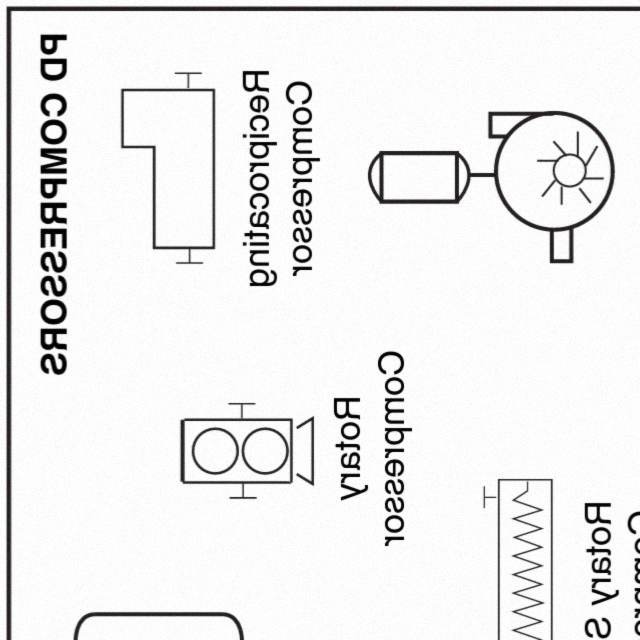 PD COMPRESSORS
Reciprocating
Compressor
Rotary
Compressor
Rotary